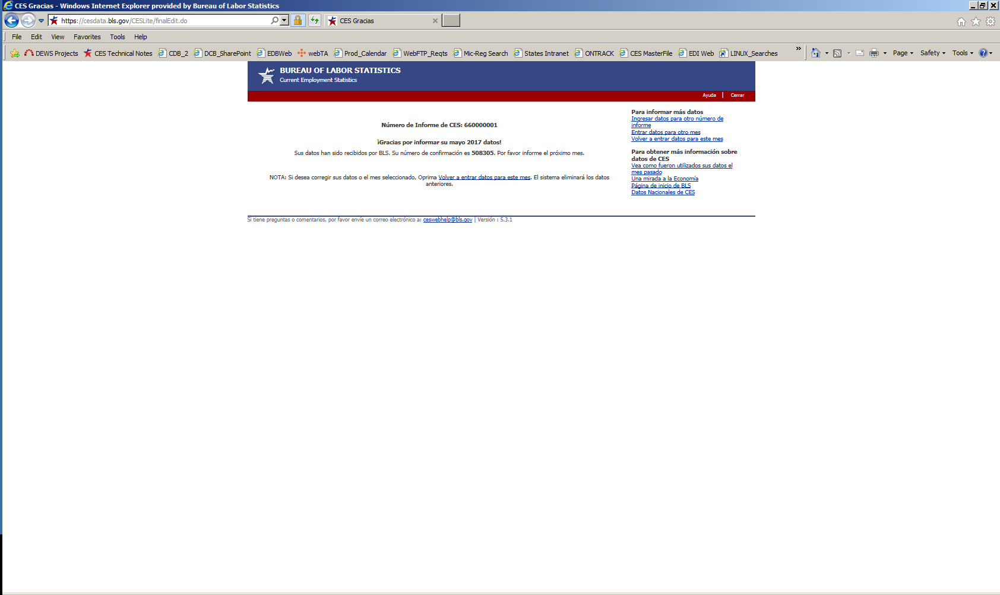 CES Gracias - Windows Internet Explorer provided by Bureau of Labor Statistics
https://cesdata.bls.gov/CESLite/finalEdit.do
CES Gracias
File Edit View Favorites Tools Help
DEWS Projects CES Technical Notes CDB_2 DCB_SharePoint EDBWeb webTA Prod_Calendar WebFTP_Reqts Mic-Reg Search States Intranet ONTRACK CES MasterFile EDI Web LINUX_Searches » Page Safety Tools
BUREAU OF LABOR STATISTICS
Current Employment Statistics
Ayuda | Cerrar
Número de Informe de CES: 660000001
ìGracias por informar su mayo 2017 datos!
Sus datos han sido recibidos por BLS. Su número de confirmación es 508305. Por favor informe el próximo mes.
NOTA: Si desea corregir sus datos o el mes seleccionado, Oprima Volver a entrar datos para este mes. El sistema eliminará los datos
anteriores.
Para informar más datos
Ingresar datos para otro número de
informe
Entrar datos para otro mes
Volver a entrar datos para este mes
Para obtener más información sobre
datos de CES
Vea como fueron utilizados sus datos el
mes pasado
Una mirada a la Economía
Página de inicio de BLS
Datos Nacionales de CES
Si tiene preguntas o comentarios, por favor envíe un correo electrónico a: ceswebhelp@bls.gov | Versión : 5.3.1